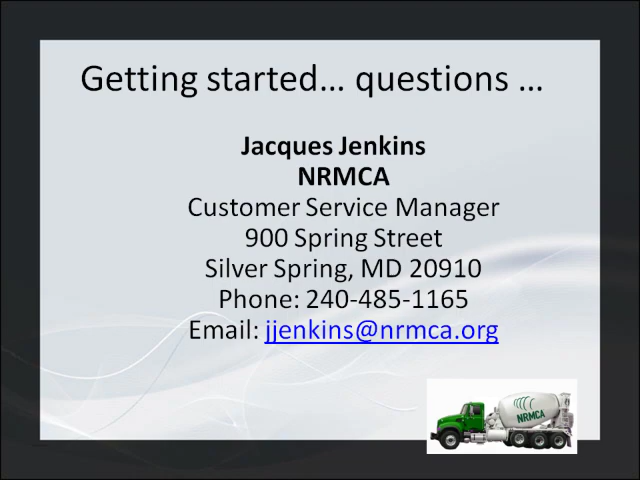 Getting started… questions …
Jacques Jenkins
NRMCA
Customer Service Manager
900 Spring Street
Silver Spring, MD 20910
Phone: 240-485-1165
Email: jjenkins@nrmca.org
NRMCA